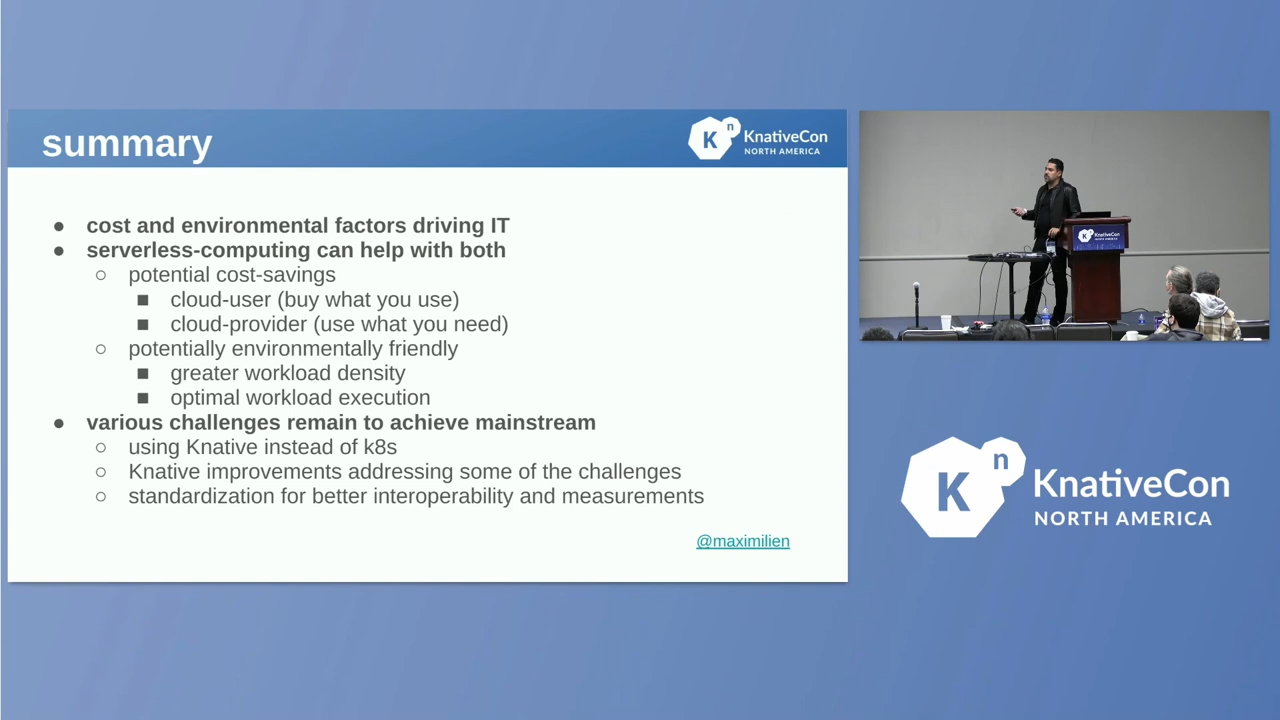 summary
K n KnativeCon
NORTH AMERICA
● cost and environmental factors driving IT
● serverless-computing can help with both
○ potential cost-savings
■ cloud-user (buy what you use)
■ cloud-provider (use what you need)
○ potentially environmentally friendly
■ greater workload density
■ optimal workload execution
● various challenges remain to achieve mainstream
○ using Knative instead of k8s
○ Knative improvements addressing some of the challenges
○ standardization for better interoperability and measurements
@maximilien
K n KnativeCon
NORTH AMERICA
K n KnativeCon
NORTH AMERICA